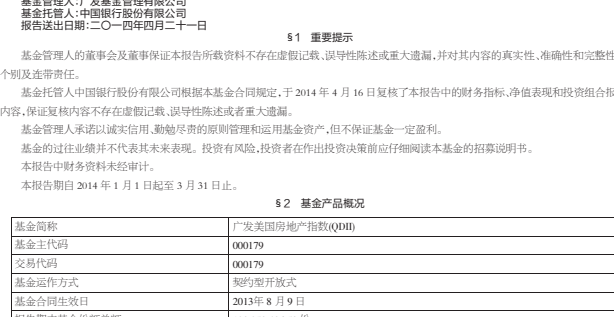 基金管理人:广发基金管理有限公司
基金托管人:中国银行股份有限公司
报告送出日期:二〇一四年四月二十一日
§1 重要提示
基金管理人的董事会及董事保证本报告所载资料不存在虚假记载、误导性陈述或重大遗漏,并对其内容的真实性、准确性和完整性
个别及连带责任。
基金托管人中国银行股份有限公司根据本基金合同规定,于 2014 年 4 月 16 日复核了本报告中的财务指标、净值表现和投资组合报
内容,保证复核内容不存在虚假记载、误导性陈述或者重大遗漏。
基金管理人承诺以诚实信用、勤勉尽责的原则管理和运用基金资产,但不保证基金一定盈利。
基金的过往业绩并不代表其未来表现。投资有风险,投资者在作出投资决策前应仔细阅读本基金的招募说明书。
本报告中财务资料未经审计。
本报告期自 2014 年 1 月 1 日起至 3 月 31 日止。
§2 基金产品概况
基金简称 广发美国房地产指数(QDII)
基金主代码 000179
交易代码 000179
基金运作方式 契约型开放式
基金合同生效日 2013年 8 月 9 日